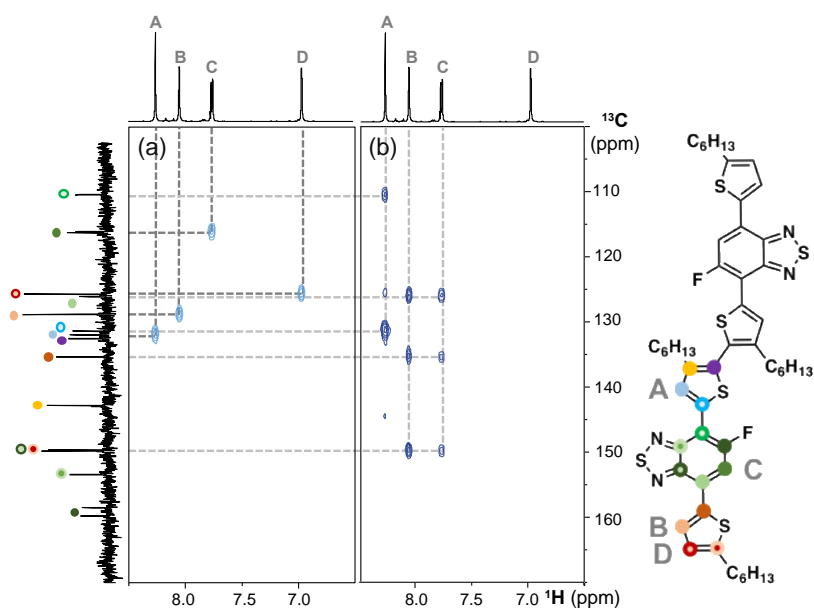 A
B
C
D
A
B
C
D
¹³C
(ppm)
(a)
(b)
110
120
130
140
150
160
8.0
7.5
7.0
8.0
7.5
7.0
¹H (ppm)
C₆H₁₃
S
N
S
N
F
S
C₆H₁₃
C₆H₁₃
A
S
N
F
S
N
C
B
S
D
C₆H₁₃